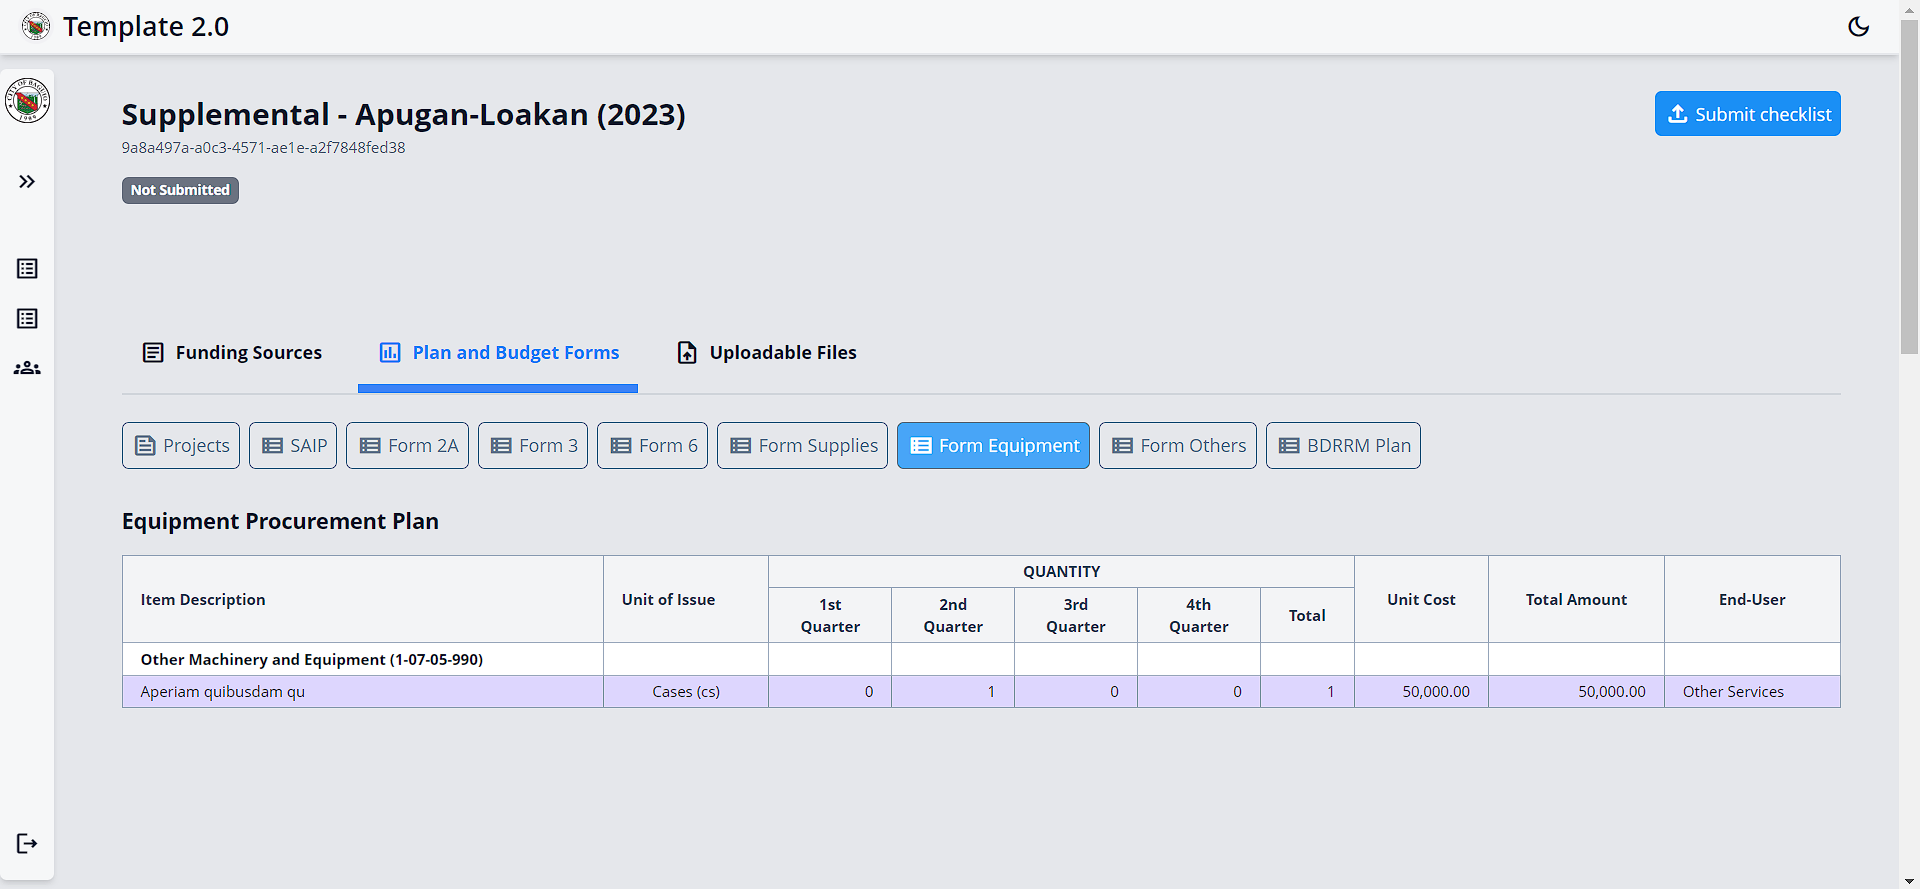 Template 2.0
CITY OF BAGUIO
1909
Supplemental - Apugan-Loakan (2023)
Submit checklist
9a8a497a-a0c3-4571-ae1e-a2f7848fed38
Not Submitted
Funding Sources
Plan and Budget Forms
Uploadable Files
Projects
SAIP
Form 2A
Form 3
Form 6
Form Supplies
Form Equipment
Form Others
BDRRM Plan
Equipment Procurement Plan
Item Description
Unit of Issue
QUANTITY
1st
Quarter
2nd
Quarter
3rd
Quarter
4th
Quarter
Total
Unit Cost
Total Amount
End-User
Other Machinery and Equipment (1-07-05-990)
Aperiam quibusdam qu Cases (cs) 0 1 0 0 1 50,000.00 50,000.00 Other Services